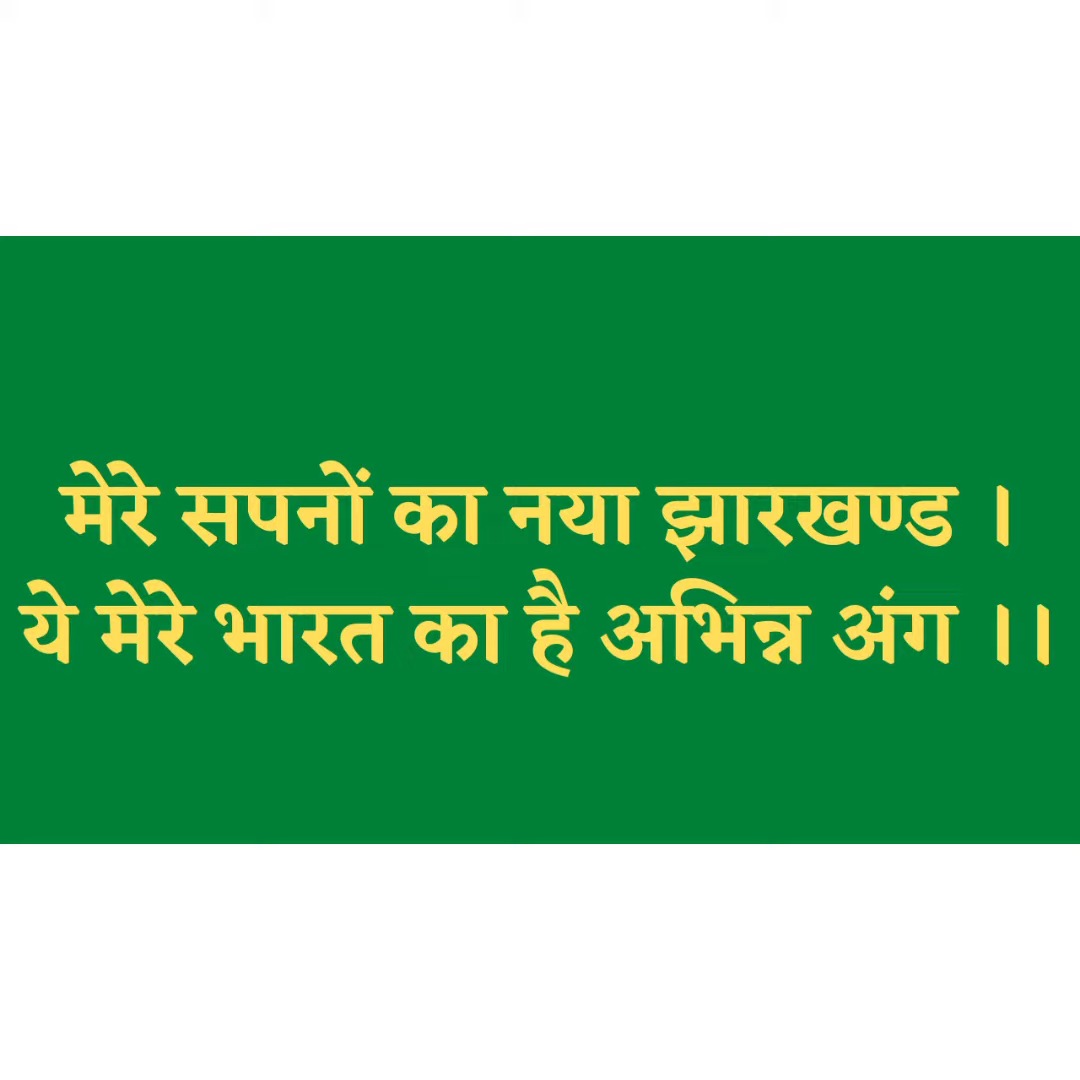 मेरे सपनों का नया झारखण्ड ।
ये मेरे भारत का है अभिन्न अंग ।।